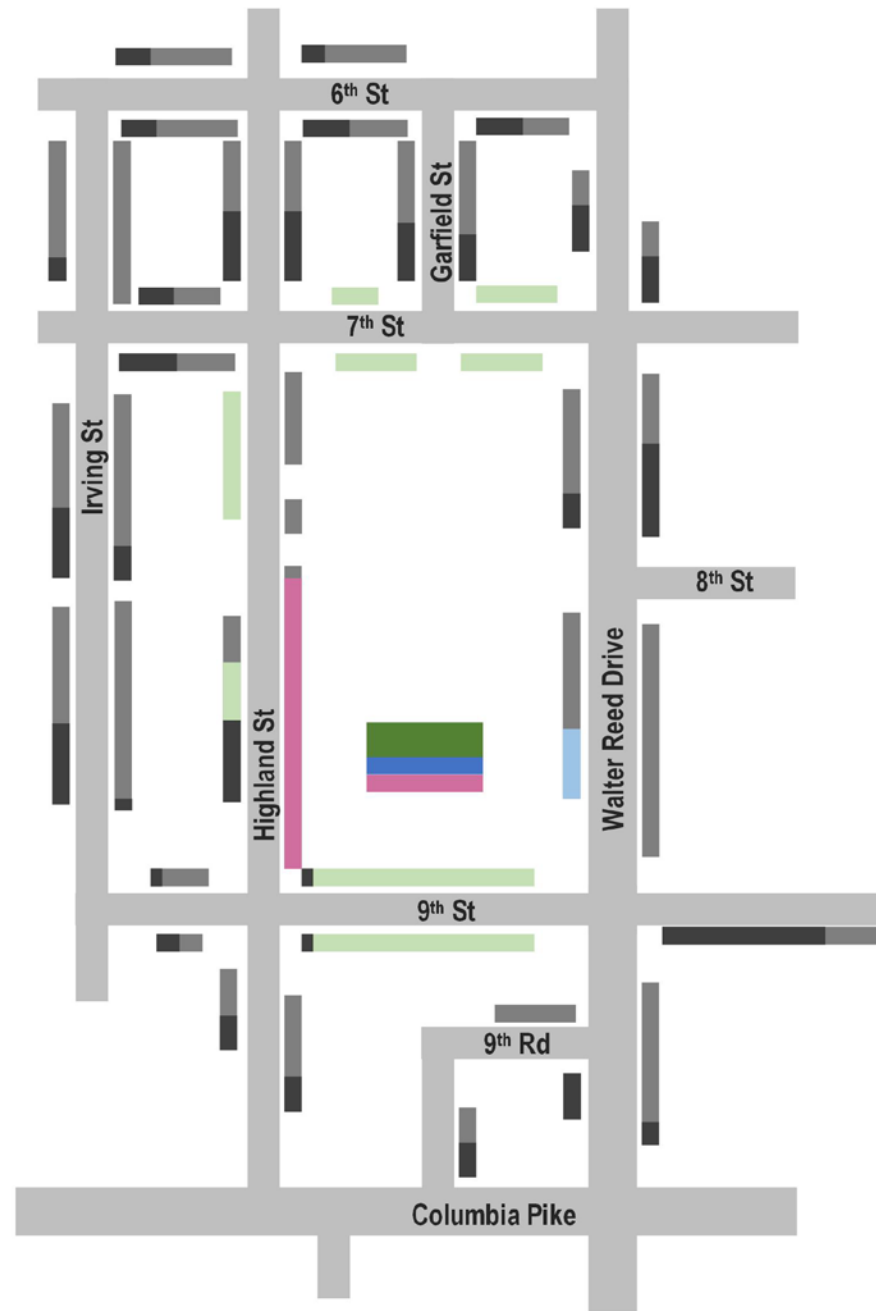 6th St
Garfield St
7th St
Irving St
8th St
Walter Reed Drive
Highland St
9th St
9th Rd
Columbia Pike